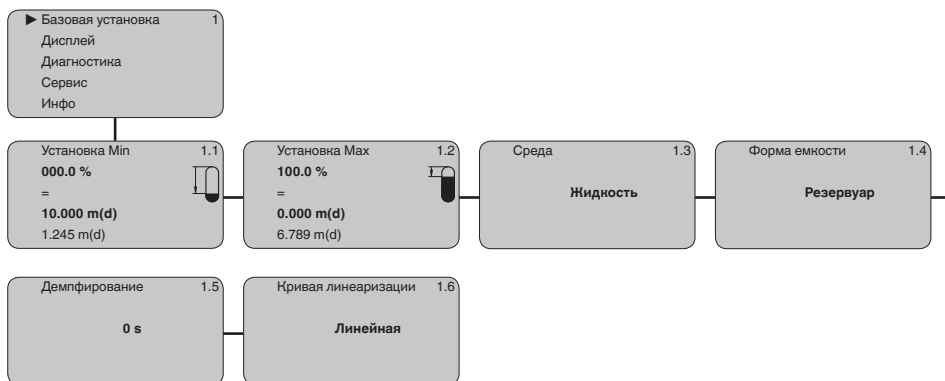 ▶ Базовая установка 1
Дисплей
Диагностика
Сервис
Инфо
Установка Min 1.1
000.0 %
=
10.000 m(d)
1.245 m(d)
Установка Max 1.2
100.0 %
=
0.000 m(d)
6.789 m(d)
Среда 1.3
Жидкость
Форма емкости 1.4
Резервуар
Демпфирование 1.5
0 s
Кривая линеаризации 1.6
Линейная